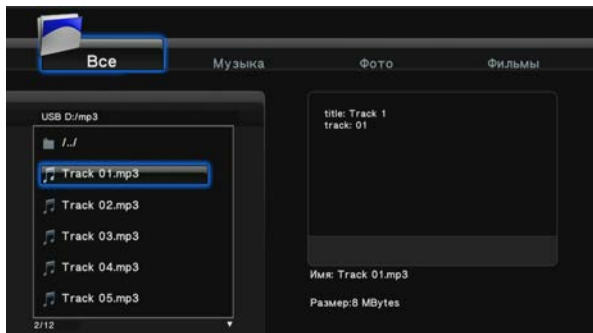 Все
Музыка
Фото
Фильмы
USB D:/mp3
/../
Track 01.mp3
Track 02.mp3
Track 03.mp3
Track 04.mp3
Track 05.mp3
2/12
title: Track 1
track: 01
Имя: Track 01.mp3
Размер:8 MBytes